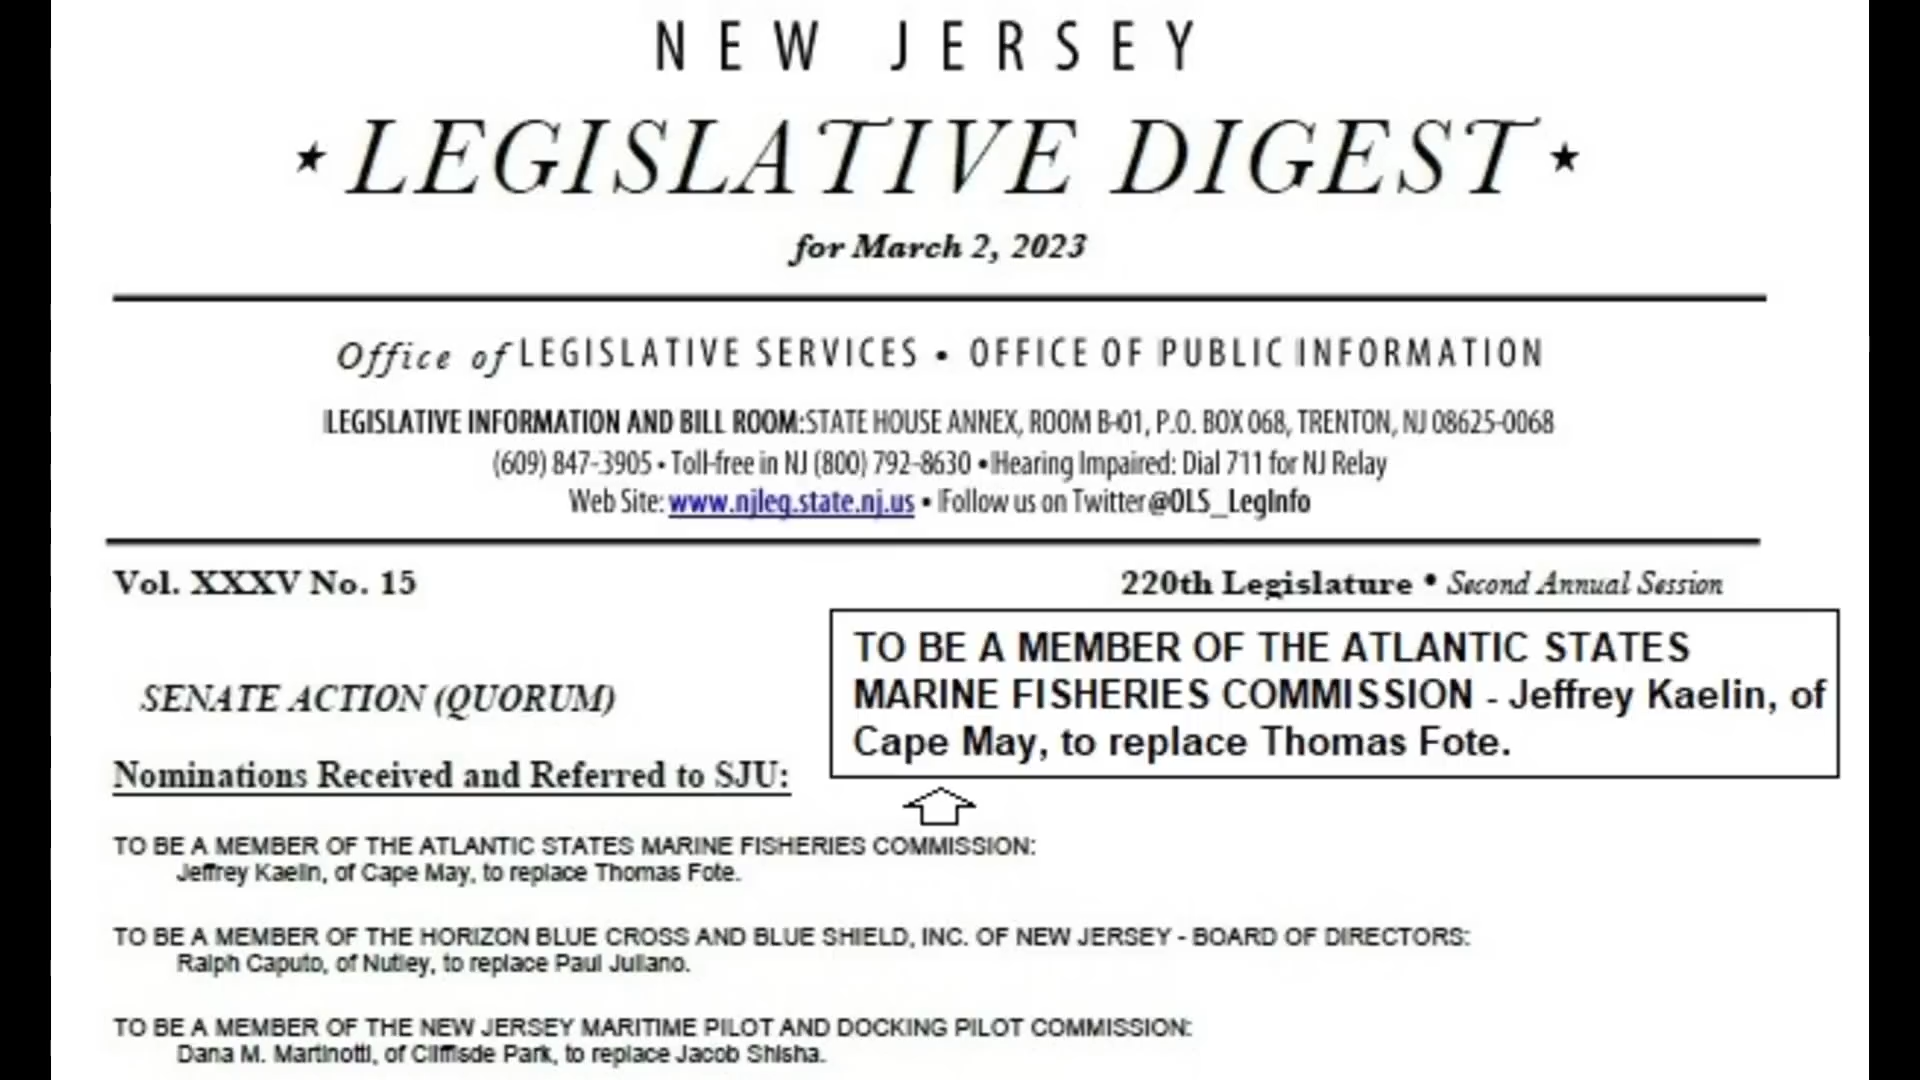 NEW JERSEY
★ LEGISLATIVE DIGEST ★
for March 2, 2023
Office of LEGISLATIVE SERVICES • OFFICE OF PUBLIC INFORMATION
LEGISLATIVE INFORMATION AND BILL ROOM:STATE HOUSE ANNEX, ROOM B-01, P.O. BOX 068, TRENTON, NJ 08625-0068
(609) 847-3905 • Toll-free in NJ (800) 792-8630 • Hearing Impaired: Dial 711 for NJ Relay
Web Site: www.njleg.state.nj.us • Follow us on Twitter @OLS_LegInfo
Vol. XXXV No. 15
220th Legislature • Second Annual Session
TO BE A MEMBER OF THE ATLANTIC STATES
MARINE FISHERIES COMMISSION - Jeffrey Kaelin, of
Cape May, to replace Thomas Fote.
SENATE ACTION (QUORUM)
Nominations Received and Referred to SJU:
TO BE A MEMBER OF THE ATLANTIC STATES MARINE FISHERIES COMMISSION:
Jeffrey Kaelin, of Cape May, to replace Thomas Fote.
TO BE A MEMBER OF THE HORIZON BLUE CROSS AND BLUE SHIELD, INC. OF NEW JERSEY - BOARD OF DIRECTORS:
Ralph Caputo, of Nutley, to replace Paul Juliano.
TO BE A MEMBER OF THE NEW JERSEY MARITIME PILOT AND DOCKING PILOT COMMISSION:
Dana M. Martinotti, of Cliffisde Park, to replace Jacob Shisha.